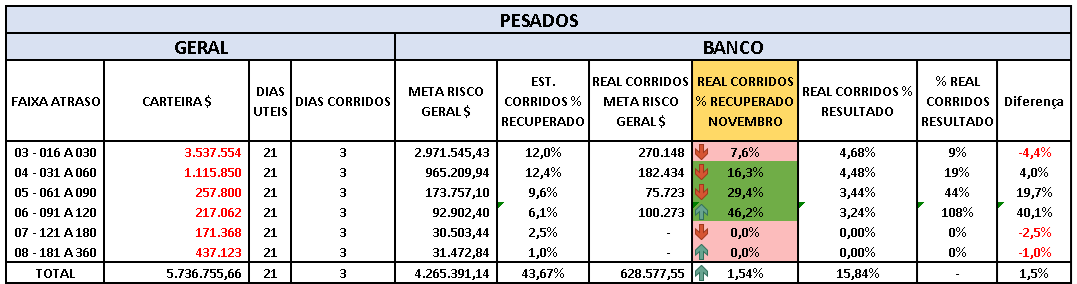 PESADOS
GERAL BANCO
FAIXA ATRASO CARTEIRA $ DIAS UTEIS DIAS CORRIDOS META RISCO GERAL $ EST. CORRIDOS % RECUPERADO REAL CORRIDOS META RISCO GERAL $ REAL CORRIDOS % RECUPERADO NOVEMBRO REAL CORRIDOS % RESULTADO % REAL CORRIDOS RESULTADO Diferença
03 - 016 A 030 3.537.554 21 3 2.971.545,43 12,0% 270.148 7,6% 4,68% 9% -4,4%
04 - 031 A 060 1.115.850 21 3 965.209,94 12,4% 182.434 16,3% 4,48% 19% 4,0%
05 - 061 A 090 257.800 21 3 173.757,10 9,6% 75.723 29,4% 3,44% 44% 19,7%
06 - 091 A 120 217.062 21 3 92.902,40 6,1% 100.273 46,2% 3,24% 108% 40,1%
07 - 121 A 180 171.368 21 3 30.503,44 2,5% - 0,0% 0,00% 0% -2,5%
08 - 181 A 360 437.123 21 3 31.472,84 1,0% - 0,0% 0,00% 0% -1,0%
TOTAL 5.736.755,66 21 3 4.265.391,14 43,67% 628.577,55 1,54% 15,84% - 1,5%